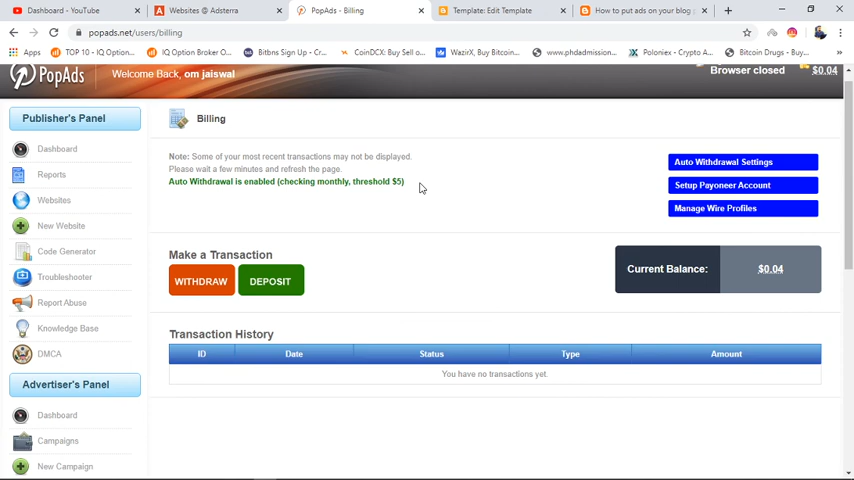 Dashboard - YouTube
Websites @ Adsterra
PopAds - Billing
Template: Edit Template
How to put ads on your blog
popads.net/users/billing
Apps
TOP 10 - IQ Option...
IQ Option Broker O...
Bitbns Sign Up - Cr...
CoinDCX: Buy Sell o...
WazirX, Buy Bitcoin...
www.phdadmission...
Poloniex - Crypto A...
Bitcoin Drugs - Buy...
PopAds
Welcome Back, om jaiswal
Browser closed
$0.04
Publisher's Panel
Dashboard
Reports
Websites
New Website
Code Generator
Troubleshooter
Report Abuse
Knowledge Base
DMCA
Advertiser's Panel
Dashboard
Campaigns
New Campaign
Billing
Note: Some of your most recent transactions may not be displayed.
Please wait a few minutes and refresh the page.
Auto Withdrawal is enabled (checking monthly, threshold $5)
Auto Withdrawal Settings
Setup Payoneer Account
Manage Wire Profiles
Make a Transaction
WITHDRAW
DEPOSIT
Current Balance:
$0.04
Transaction History
ID Date Status Type Amount
You have no transactions yet.